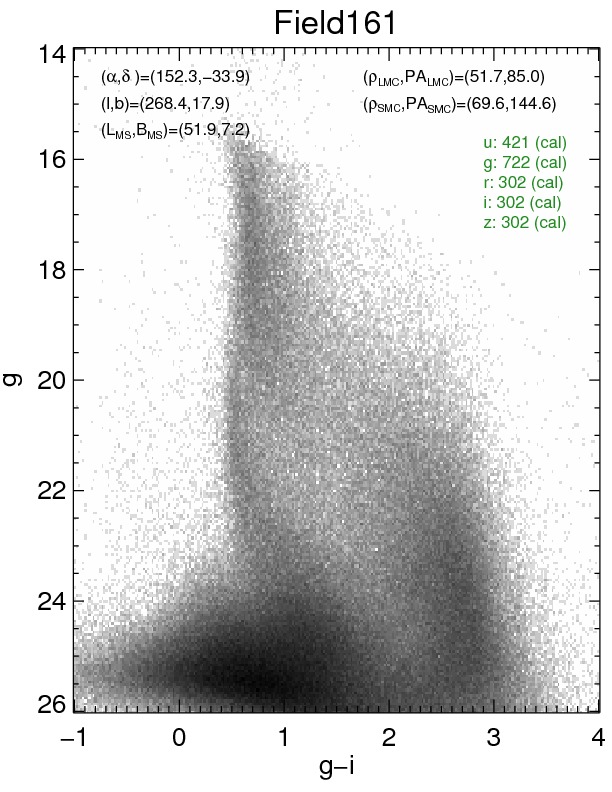 Field161
(α,δ )=(152.3,−33.9)
(ρLMC,PALMC)=(51.7,85.0)
(l,b)=(268.4,17.9)
(ρSMC,PASMC)=(69.6,144.6)
(LMS,BMS)=(51.9,7.2)
u: 421 (cal)
g: 722 (cal)
r: 302 (cal)
i: 302 (cal)
z: 302 (cal)
14
16
18
20
22
24
26
g
−1 0 1 2 3 4
g−i